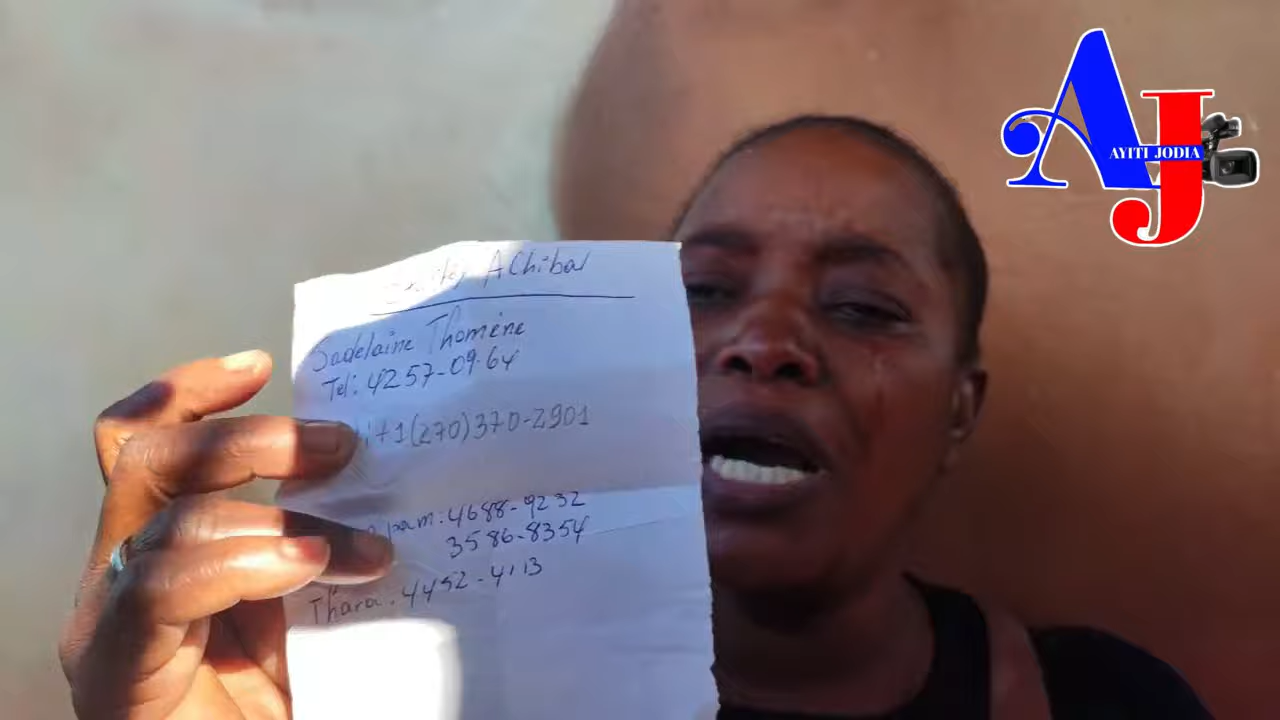 AChibal
Sadelaine Thomène
Tel: 4257-09-64
+1(270)370-2901
pam: 4688-9232
3586-8354
Thara. 4452-4113
AYITI JODIA
AJ